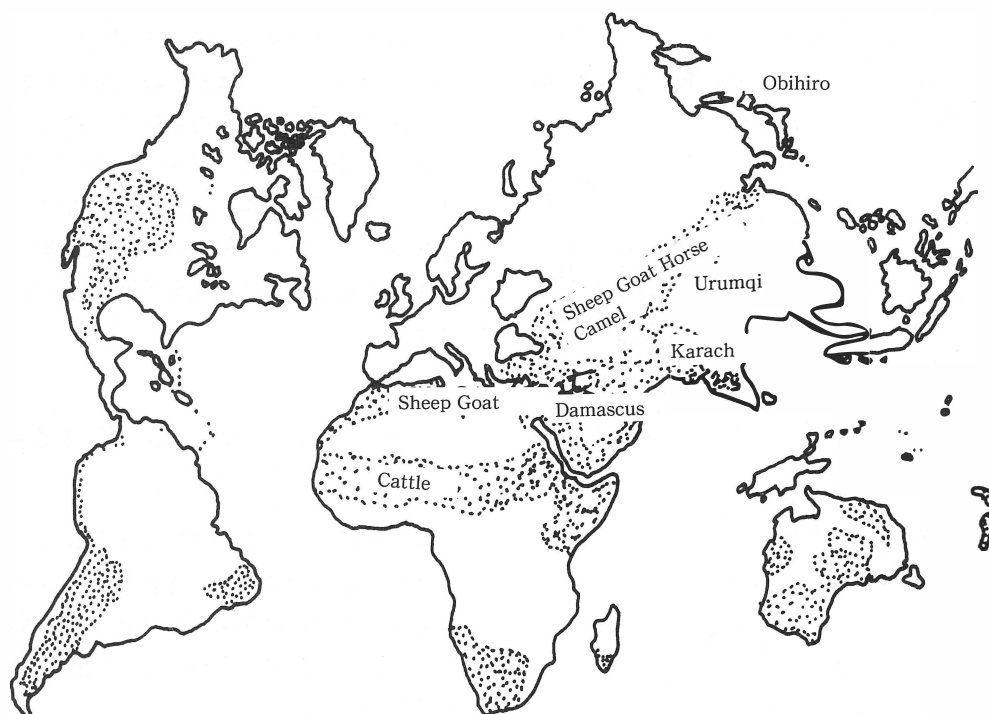 Obihiro
Sheep Goat Horse
Camel
Urumqi
Karach
Sheep Goat
Damascus
Cattle